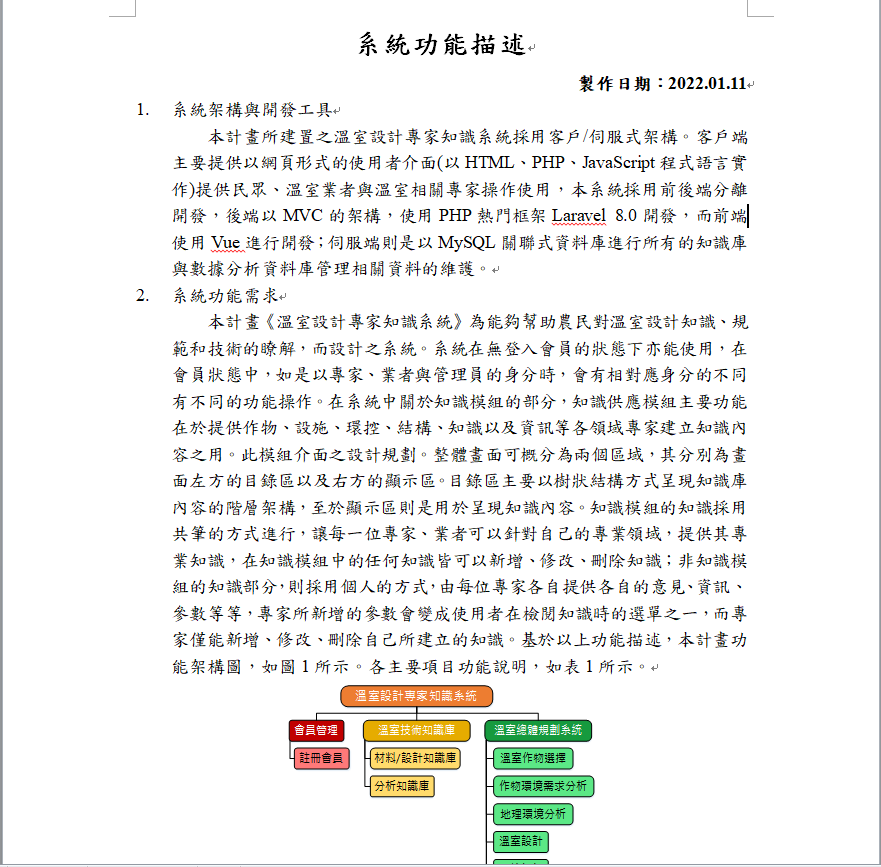 系統功能描述
製作日期：2022.01.11
1. 系統架構與開發工具
本計畫所建置之溫室設計專家知識系統採用客戶/伺服式架構。客戶端
主要提供以網頁形式的使用者介面(以 HTML、PHP、JavaScript 程式語言實
作)提供民眾、溫室業者與溫室相關專家操作使用，本系統採用前後端分離
開發，後端以 MVC 的架構，使用 PHP 熱門框架 Laravel 8.0 開發，而前端
使用 Vue 進行開發；伺服端則是以 MySQL 關聯式資料庫進行所有的知識庫
與數據分析資料庫管理相關資料的維護。
2. 系統功能需求
本計畫《溫室設計專家知識系統》為能夠幫助農民對溫室設計知識、規
範和技術的瞭解，而設計之系統。系統在無登入會員的狀態下亦能使用，在
會員狀態中，如是以專家、業者與管理員的身分時，會有相對應身分的不同
有不同的功能操作。在系統中關於知識模組的部分，知識供應模組主要功能
在於提供作物、設施、環控、結構、知識以及資訊等各領域專家建立知識內
容之用。此模組介面之設計規劃。整體畫面可概分為兩個區域，其分別為畫
面左方的目錄區以及右方的顯示區。目錄區主要以樹狀結構方式呈現知識庫
內容的階層架構，至於顯示區則是用於呈現知識內容。知識模組的知識採用
共筆的方式進行，讓每一位專家、業者可以針對自己的專業領域，提供其專
業知識，在知識模組中的任何知識皆可以新增、修改、刪除知識；非知識模
組的知識部分，則採用個人的方式，由每位專家各自提供各自的意見、資訊、
參數等等，專家所新增的參數會變成使用者在檢閱知識時的選單之一，而專
家僅能新增、修改、刪除自己所建立的知識。基於以上功能描述，本計畫功
能架構圖，如圖 1 所示。各主要項目功能說明，如表 1 所示。
溫室設計專家知識系統
會員管理 溫室技術知識庫 溫室總體規劃系統
註冊會員 材料/設計知識庫 溫室作物選擇
分析知識庫 作物環境需求分析
地理環境分析
溫室設計